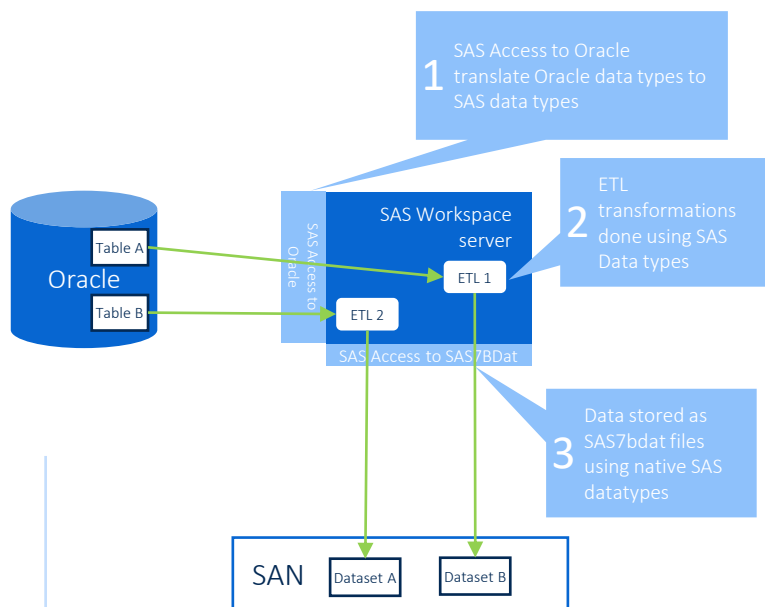 1
SAS Access to Oracle
translate Oracle data types to
SAS data types
2
ETL
transformations
done using SAS
Data types
SAS Workspace
server
SAS Access to
Oracle
Table A
Oracle
Table B
ETL 1
ETL 2
SAS Access to SAS7BDat
3
Data stored as
SAS7bdat files
using native SAS
datatypes
SAN
Dataset A
Dataset B